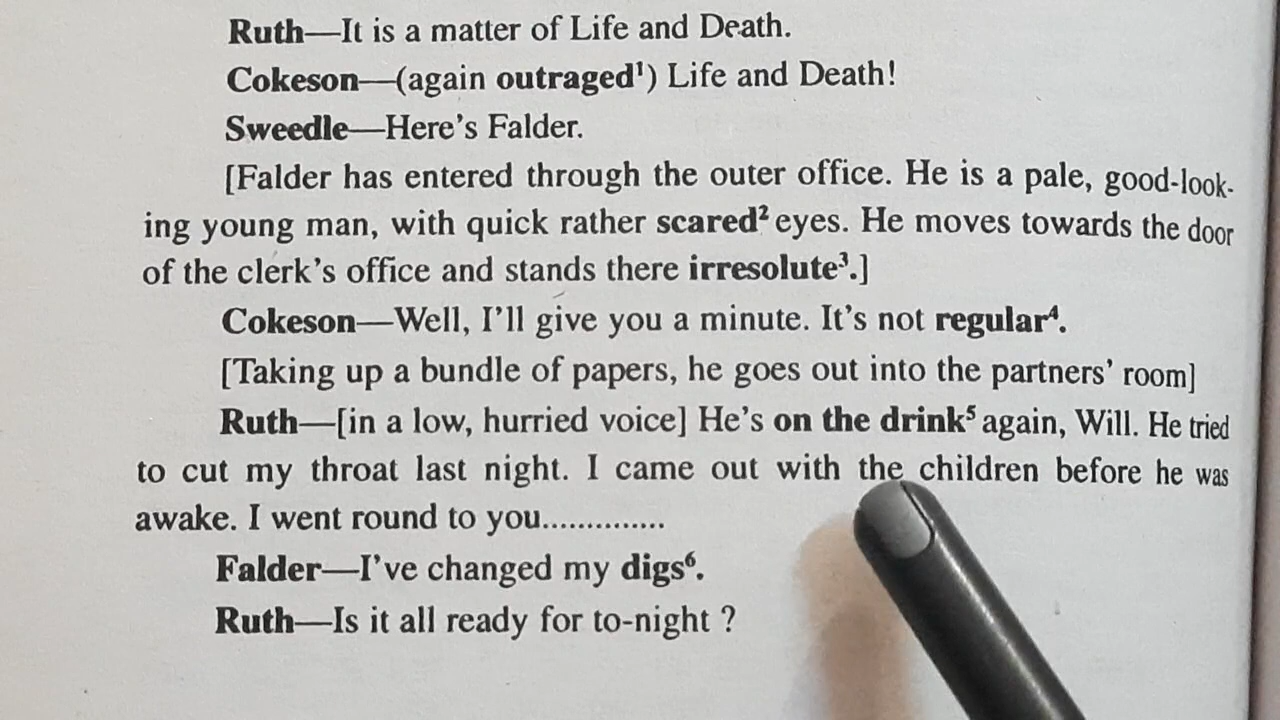 Ruth—It is a matter of Life and Death.
Cokeson—(again outraged¹) Life and Death!
Sweedle—Here's Falder.
[Falder has entered through the outer office. He is a pale, good-look-
ing young man, with quick rather scared² eyes. He moves towards the door
of the clerk's office and stands there irresolute³.]
Cokeson—Well, I'll give you a minute. It's not regular⁴.
[Taking up a bundle of papers, he goes out into the partners' room]
Ruth—[in a low, hurried voice] He's on the drink⁵ again, Will. He tried
to cut my throat last night. I came out with the children before he was
awake. I went round to you..............
Falder—I've changed my digs⁶.
Ruth—Is it all ready for to-night ?